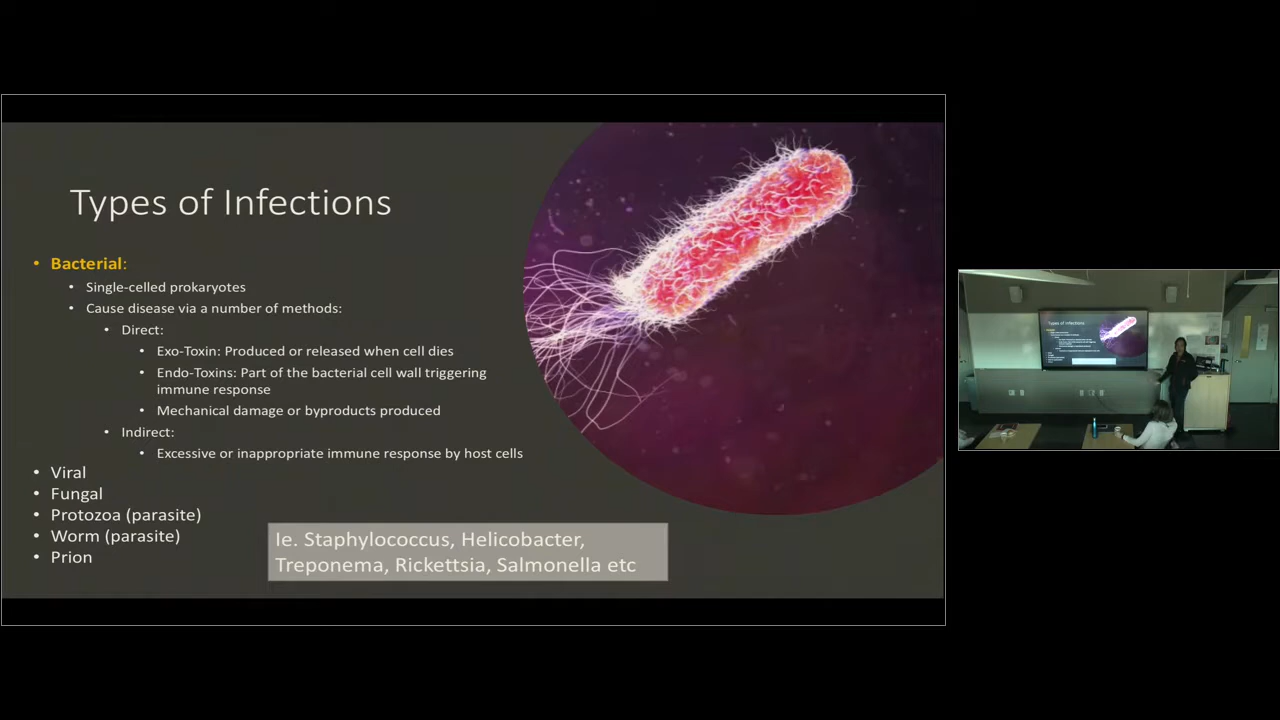 Types of Infections
• Bacterial:
• Single-celled prokaryotes
• Cause disease via a number of methods:
• Direct:
• Exo-Toxin: Produced or released when cell dies
• Endo-Toxins: Part of the bacterial cell wall triggering
immune response
• Mechanical damage or byproducts produced
• Indirect:
• Excessive or inappropriate immune response by host cells
• Viral
• Fungal
• Protozoa (parasite)
• Worm (parasite)
• Prion
Ie. Staphylococcus, Helicobacter,
Treponema, Rickettsia, Salmonella etc
Types of Infections